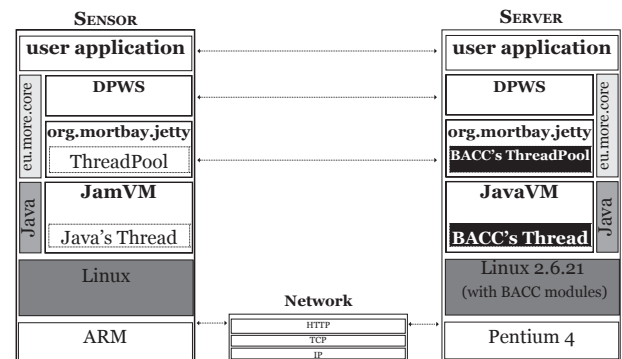 SENSOR
user application
eu.more.core
DPWS
org.mortbay.jetty
ThreadPool
Java
JamVM
Java's Thread
Linux
ARM
Network
HTTP
TCP
IP
SERVER
user application
DPWS
eu.more.core
org.mortbay.jetty
BACC's ThreadPool
JavaVM
Java
BACC's Thread
Linux 2.6.21
(with BACC modules)
Pentium 4